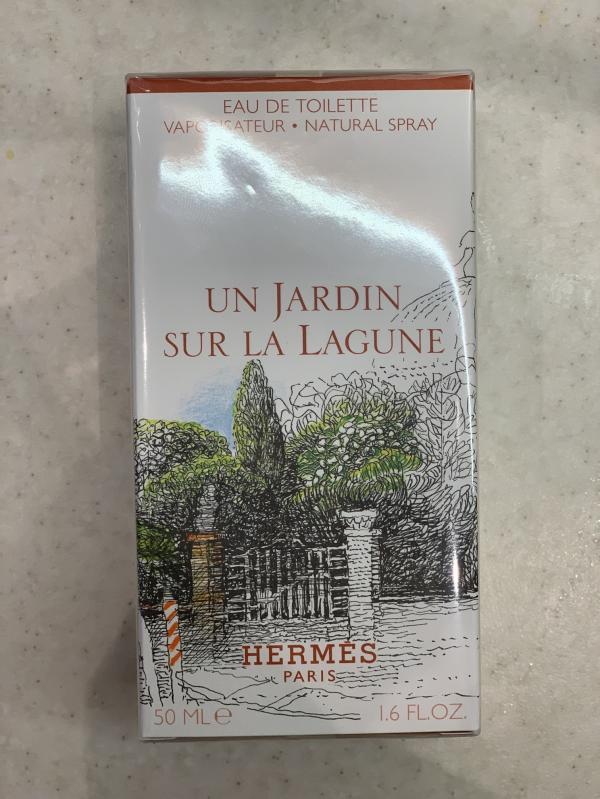 EAU DE TOILETTE
VAPORISATEUR • NATURAL SPRAY
UN JARDIN
SUR LA LAGUNE
HERMÈS
PARIS
50 ML ℮ 1.6 FL.OZ.